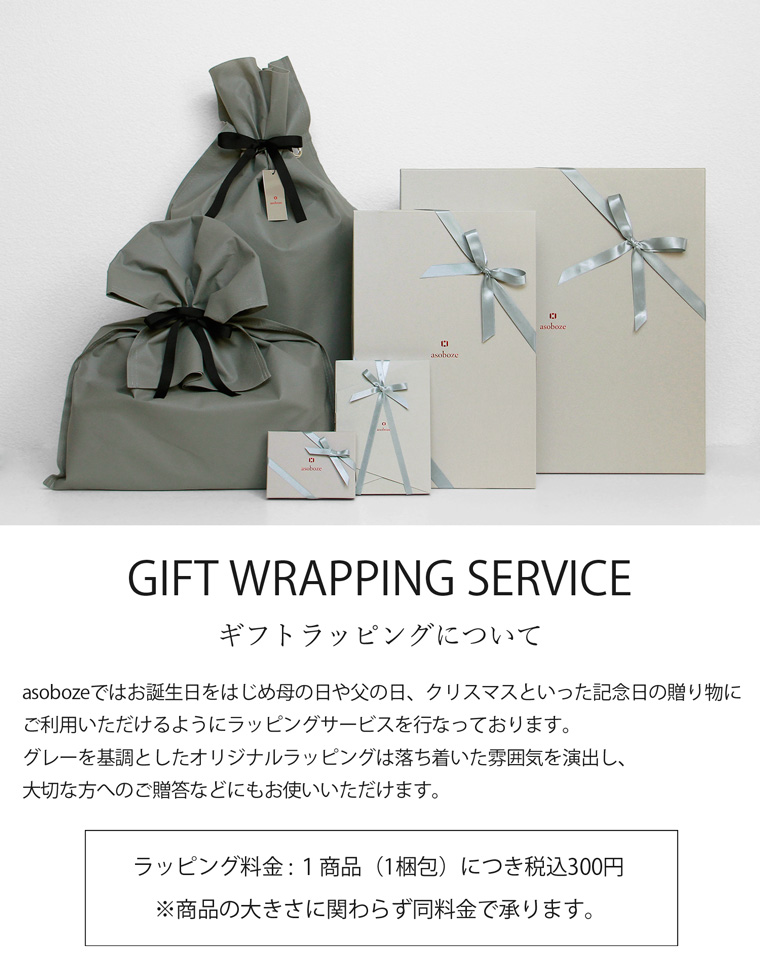 asoboze
asoboze
asoboze
asoboze
asoboze
GIFT WRAPPING SERVICE
ギフトラッピングについて
asobozeではお誕生日をはじめ母の日や父の日、クリスマスといった記念日の贈り物に
ご利用いただけるようにラッピングサービスを行なっております。
グレーを基調としたオリジナルラッピングは落ち着いた雰囲気を演出し、
大切な方へのご贈答などにもお使いいただけます。
ラッピング料金 : 1 商品（1梱包）につき税込300円
※商品の大きさに関わらず同料金で承ります。